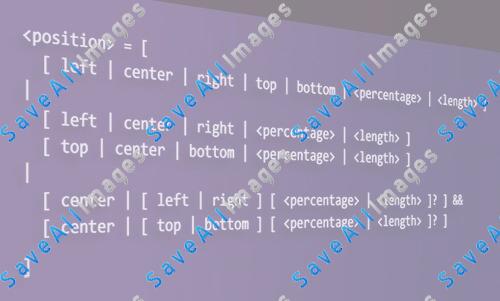 <position> = [
[ left | center | right | top | bottom | <percentage> | <length> ]
|
[ left | center | right | <percentage> | <length> ]
[ top | center | bottom | <percentage> | <length> ]
|
[ center | [ left | right ] [ <percentage> | <length> ]? ] &&
[ center | [ top | bottom ] [ <percentage> | <length> ]? ]
]
SaveAllImages
SaveAllImages
SaveAllImages
SaveAllImages
SaveAllImages
SaveAllImages
SaveAllImages
SaveAllImages